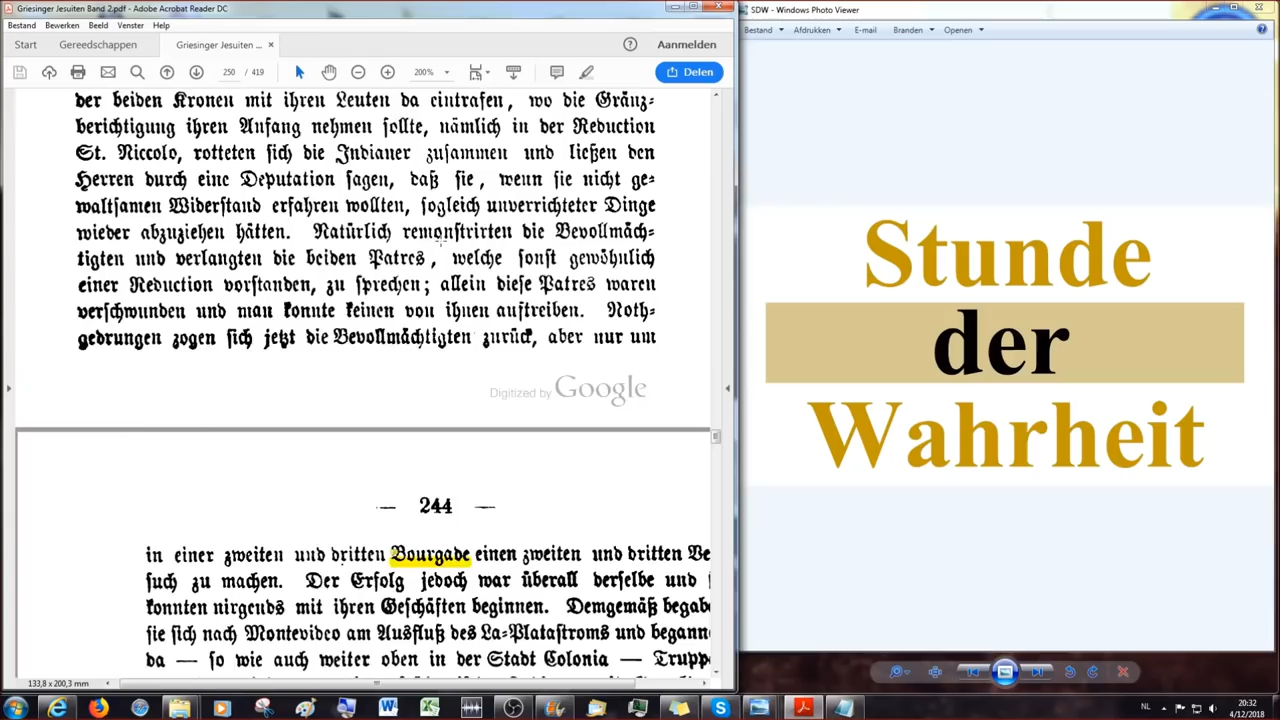 Griesinger Jesuiten Band 2.pdf - Adobe Acrobat Reader DC
Bestand Bewerken Beeld Venster Help
Start Gereedschappen Griesinger Jesuiten ... × Aanmelden
250 / 419 200% Delen
der beiden Kronen mit ihren Leuten da eintrafen, wo die Gränz-
berichtigung ihren Anfang nehmen sollte, nämlich in der Reduction
St. Niccolo, rotteten sich die Indianer zusammen und ließen den
Herren durch eine Deputation sagen, daß sie, wenn sie nicht ge-
waltsamen Widerstand erfahren wollten, sogleich unverrichteter Dinge
wieder abzuziehen hätten. Natürlich remonstrirten die Bevollmäch-
tigten und verlangten die beiden Patres, welche sonst gewöhnlich
einer Reduction vorstanden, zu sprechen; allein diese Patres waren
verschwunden und man konnte keinen von ihnen auftreiben. Noth-
gedrungen zogen sich jetzt die Bevollmächtigten zurück, aber nur um
Digitized by Google
— 244 —
in einer zweiten und dritten Bourgade einen zweiten und dritten Ve
such zu machen. Der Erfolg jedoch war überall derselbe und s
konnten nirgends mit ihren Geschäften beginnen. Demgemäß begab
sie sich nach Montevideo am Ausfluß des La-Platastroms und begann
da — so wie auch weiter oben in der Stadt Colonia — Trupp
133,8 x 200,3 mm
SDW - Windows Photo Viewer
Bestand Afdrukken E-mail Branden Openen
Stunde
der
Wahrheit
NL 20:32
4/12/2018